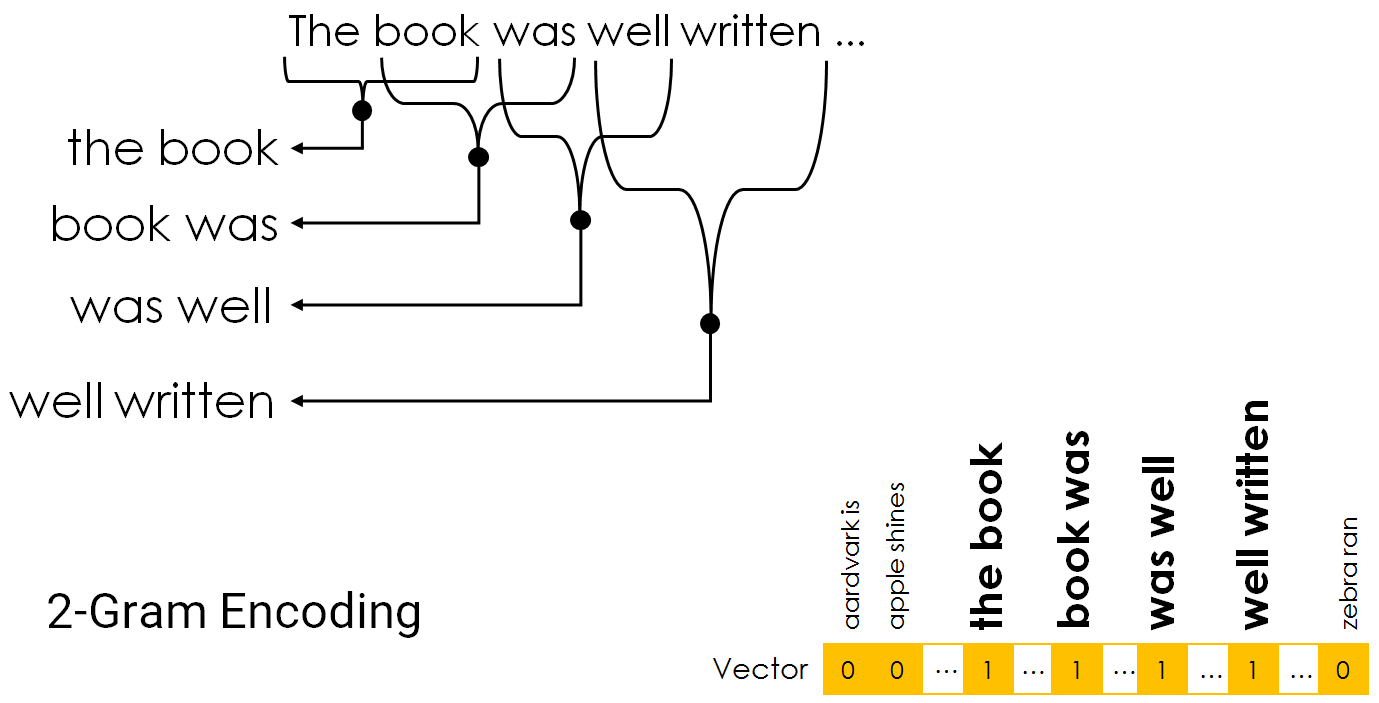 The book was well written ...
the book
book was
was well
well written
2-Gram Encoding
aardvark is
apple shines
the book
book was
was well
well written
zebra ran
Vector 0 0 ... 1 ... 1 ... 1 ... 1 ... 0